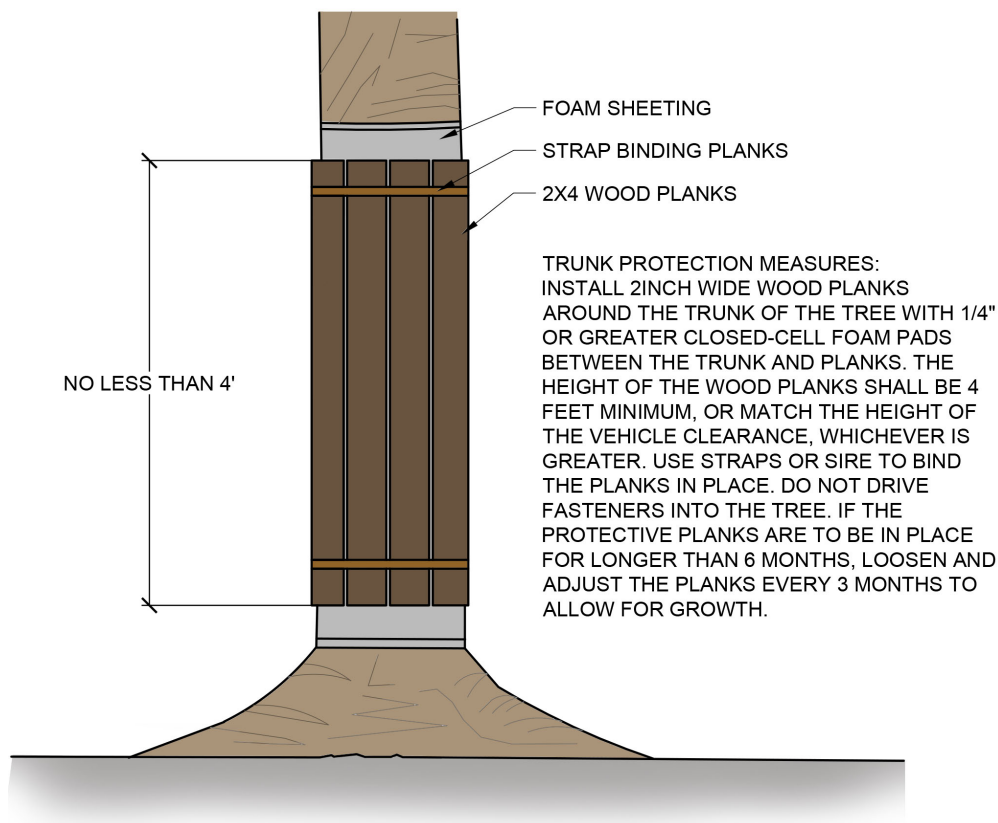 FOAM SHEETING
STRAP BINDING PLANKS
2X4 WOOD PLANKS
TRUNK PROTECTION MEASURES:
INSTALL 2INCH WIDE WOOD PLANKS
AROUND THE TRUNK OF THE TREE WITH 1/4"
OR GREATER CLOSED-CELL FOAM PADS
BETWEEN THE TRUNK AND PLANKS. THE
HEIGHT OF THE WOOD PLANKS SHALL BE 4
FEET MINIMUM, OR MATCH THE HEIGHT OF
THE VEHICLE CLEARANCE, WHICHEVER IS
GREATER. USE STRAPS OR SIRE TO BIND
THE PLANKS IN PLACE. DO NOT DRIVE
FASTENERS INTO THE TREE. IF THE
PROTECTIVE PLANKS ARE TO BE IN PLACE
FOR LONGER THAN 6 MONTHS, LOOSEN AND
ADJUST THE PLANKS EVERY 3 MONTHS TO
ALLOW FOR GROWTH.
NO LESS THAN 4'